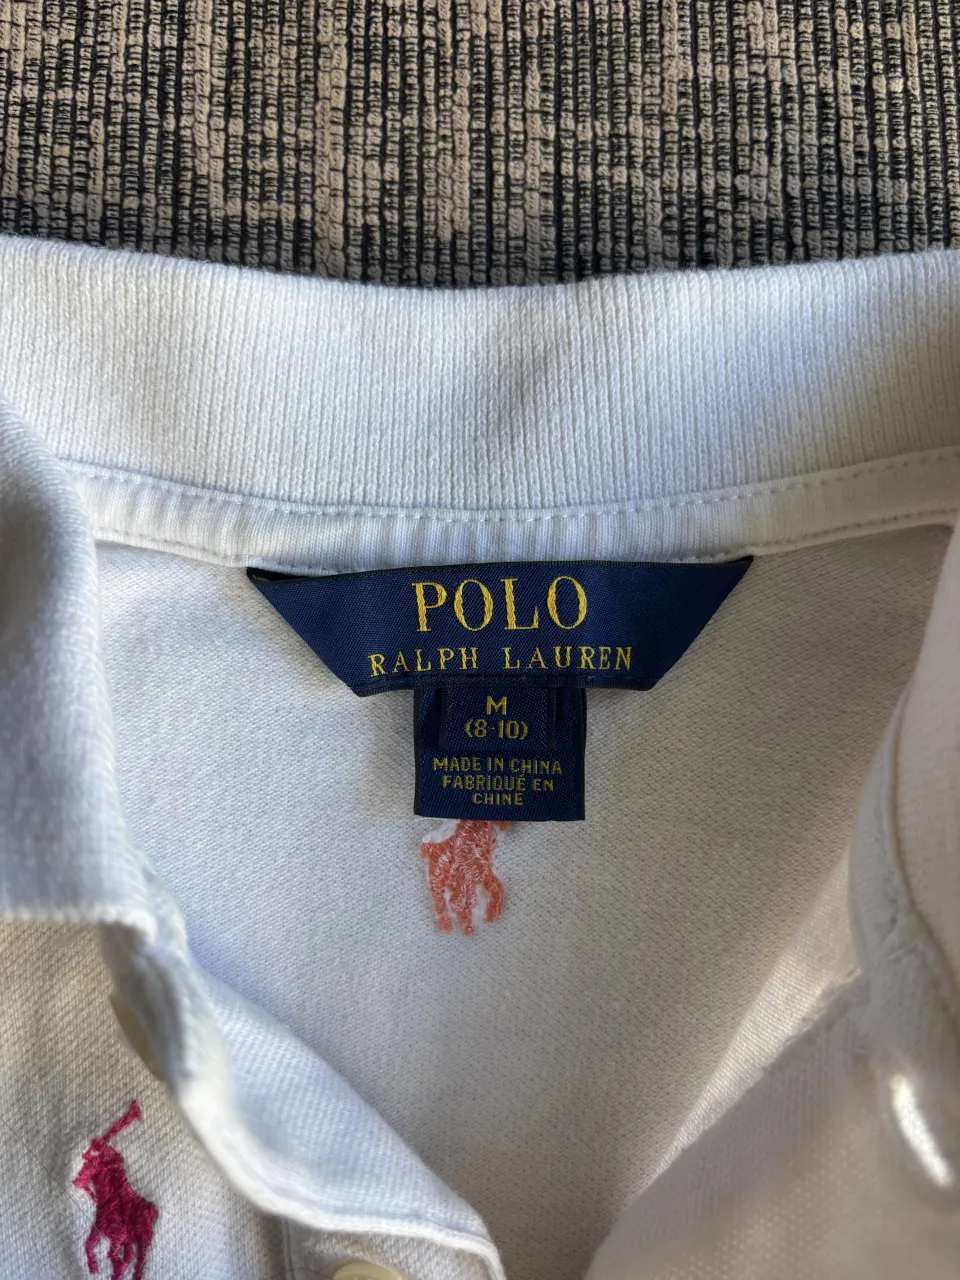 POLO
RALPH LAUREN
M
(8-10)
MADE IN CHINA
FABRIQUÉ EN
CHINE